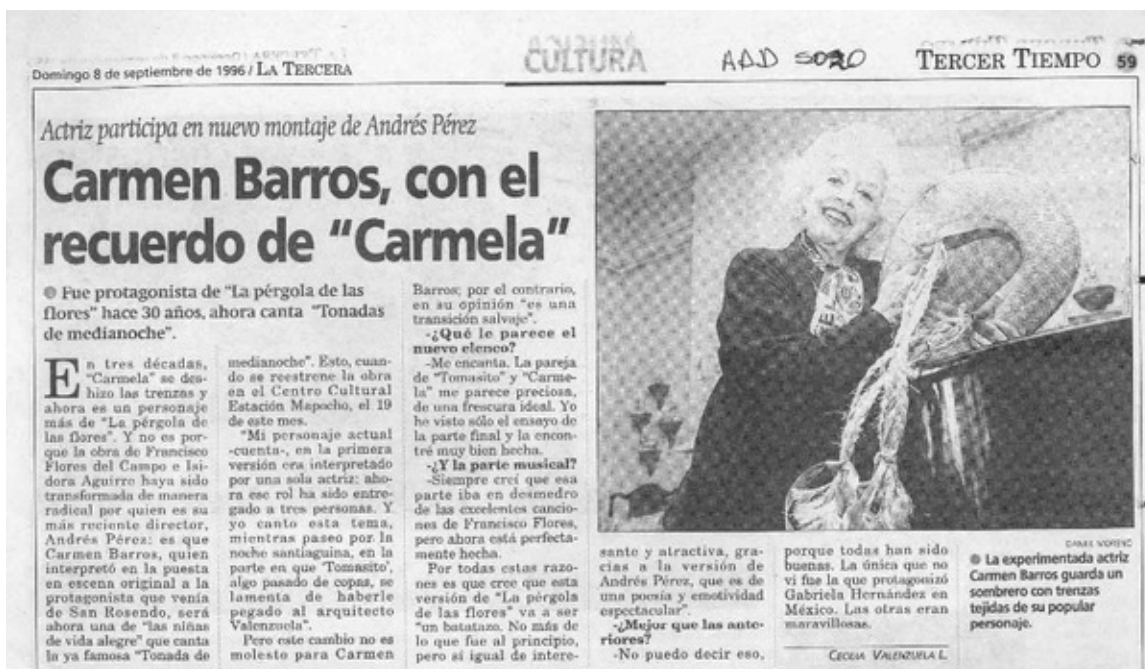 Domingo 8 de septiembre de 1996 / LA TERCERA
CULTURA
TERCER TIEMPO 59
Actriz participa en nuevo montaje de Andrés Pérez
Carmen Barros, con el
recuerdo de “Carmela”
Fue protagonista de “La pérgola de las
flores” hace 30 años, ahora canta “Tonadas
de medianoche”.
En tres décadas,
“Carmela” se des-
hizo las trenzas y
ahora es un personaje
más de “La pérgola de
las flores”. Y no es por-
que la obra de Francisco
Flores del Campo e Isi-
dora Aguirre haya sido
transformada de manera
radical por quien es su
más reciente director,
Andrés Pérez: es que
Carmen Barros, quien
interpretó en la puesta
en escena original a la
protagonista que venía
de San Rosendo, será
ahora una de “las niñas
de vida alegre” que canta
la ya famosa “Tonada de
medianoche”. Esto, cuan-
do se reestrene la obra
en el Centro Cultural
Estación Mapocho, el 19
de este mes.
“Mi personaje actual
-cuenta-, en la primera
versión era interpretado
por una sola actriz: aho-
ra ese rol ha sido entre-
gado a tres personas. Y
yo canto esta tema,
mientras paseo por la
noche santiaguina, en la
parte en que ‘Tomasito’,
algo pasado de copas, se
lamenta de haberle
pegado al arquitecto
Valenzuela”.
Pero este cambio no es
molesto para Carmen
Barros; por el contrario,
en su opinión “es una
transición salvaje”.
-¿Qué le parece el
nuevo elenco?
-Me encanta. La pareja
de “Tomasito” y “Carme-
la” me parece preciosa,
de una frescura ideal. Yo
he visto sólo el ensayo de
la parte final y la encon-
tré muy bien hecha.
-¿Y la parte musical?
-Siempre creí que esa
parte iba en desmedro
de las excelentes cancio-
nes de Francisco Flores,
pero ahora está perfecta-
mente hecha.
Por todas estas razo-
nes es que cree que esta
versión de “La pérgola
de las flores” va a ser
“un batatazo. No más de
lo que fue al principio,
pero sí igual de intere-
sante y atractiva, gra-
cias a la versión de
Andrés Pérez, que es de
una poesía y emotividad
espectacular”.
-¿Mejor que las ante-
riores?
-No puedo decir eso,
porque todas han sido
buenas. La única que no
vi fue la que protagonizó
Gabriela Hernández en
México. Las otras eran
maravillosas.
CECILIA VALENZUELA L.
La experimentada actriz
Carmen Barros guarda un
sombrero con trenzas
tejidas de su popular
personaje.